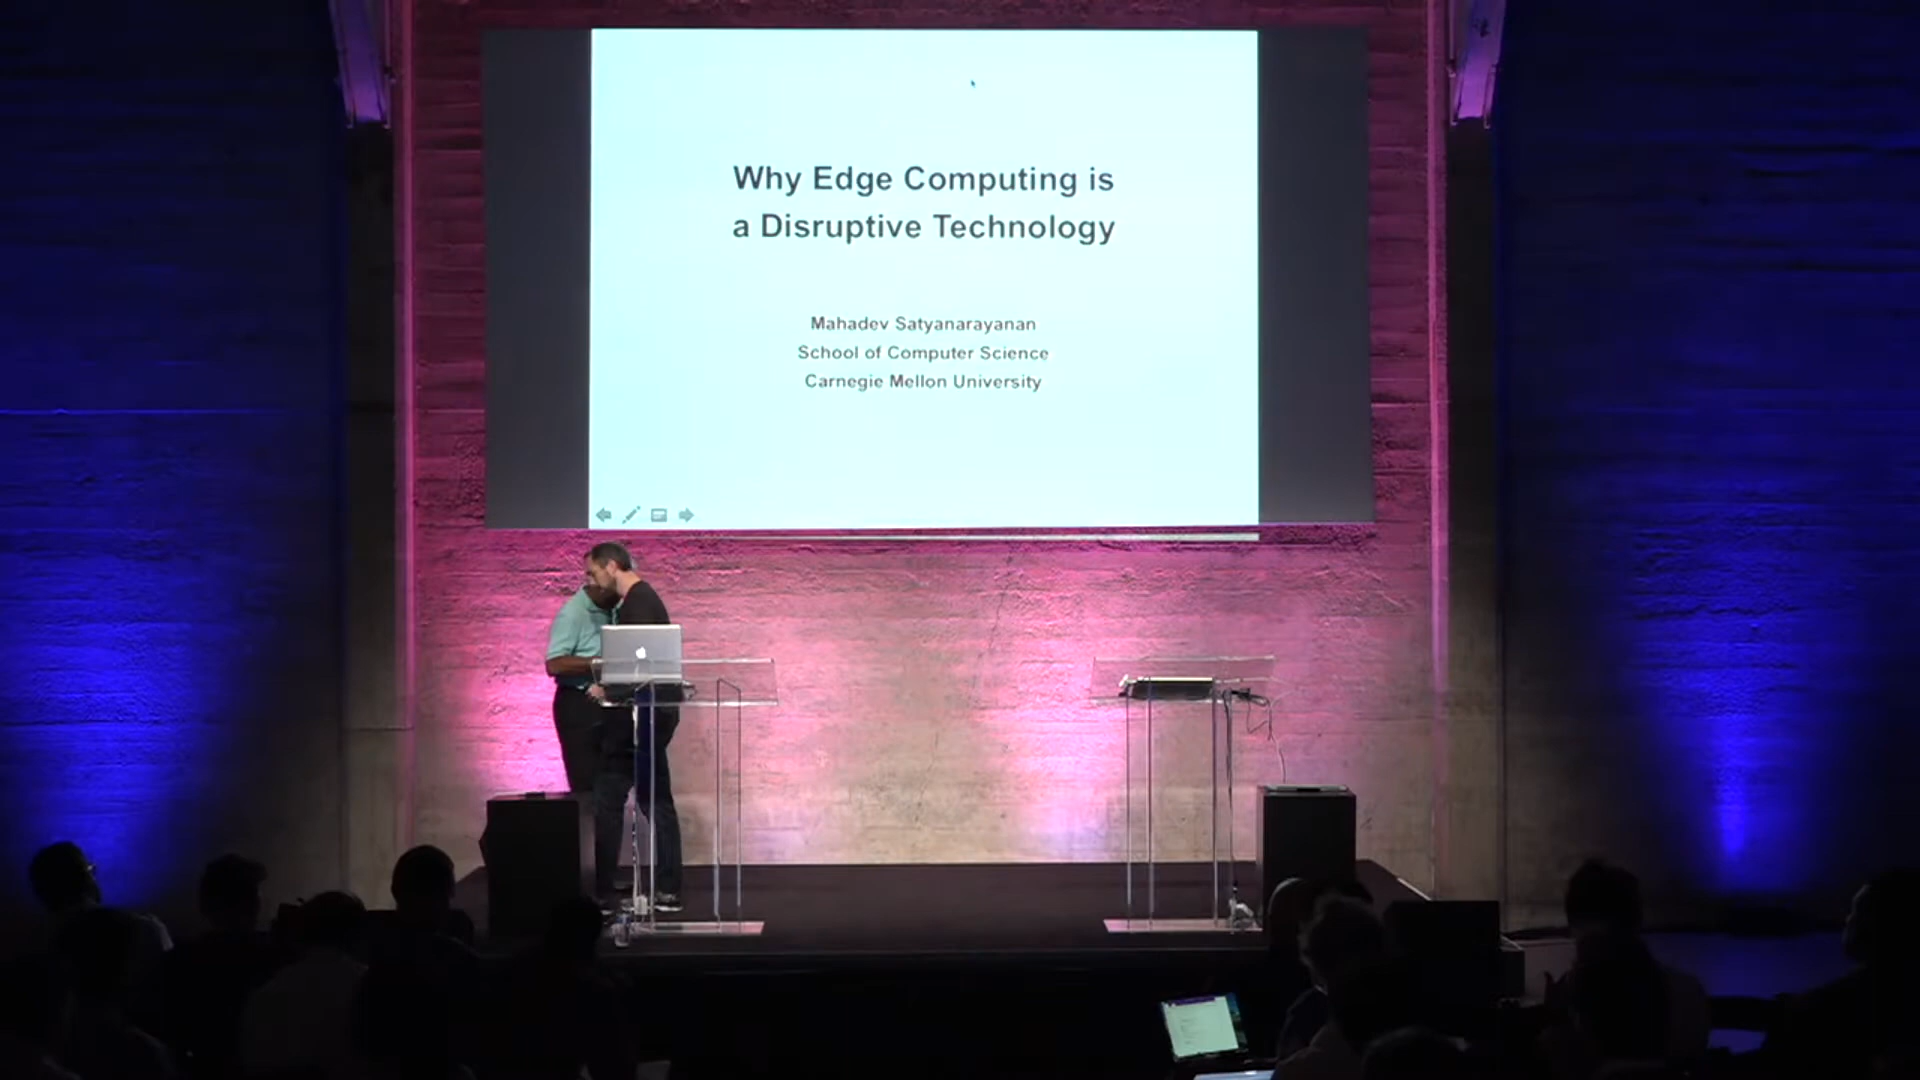 Why Edge Computing is
a Disruptive Technology
Mahadev Satyanarayanan
School of Computer Science
Carnegie Mellon University